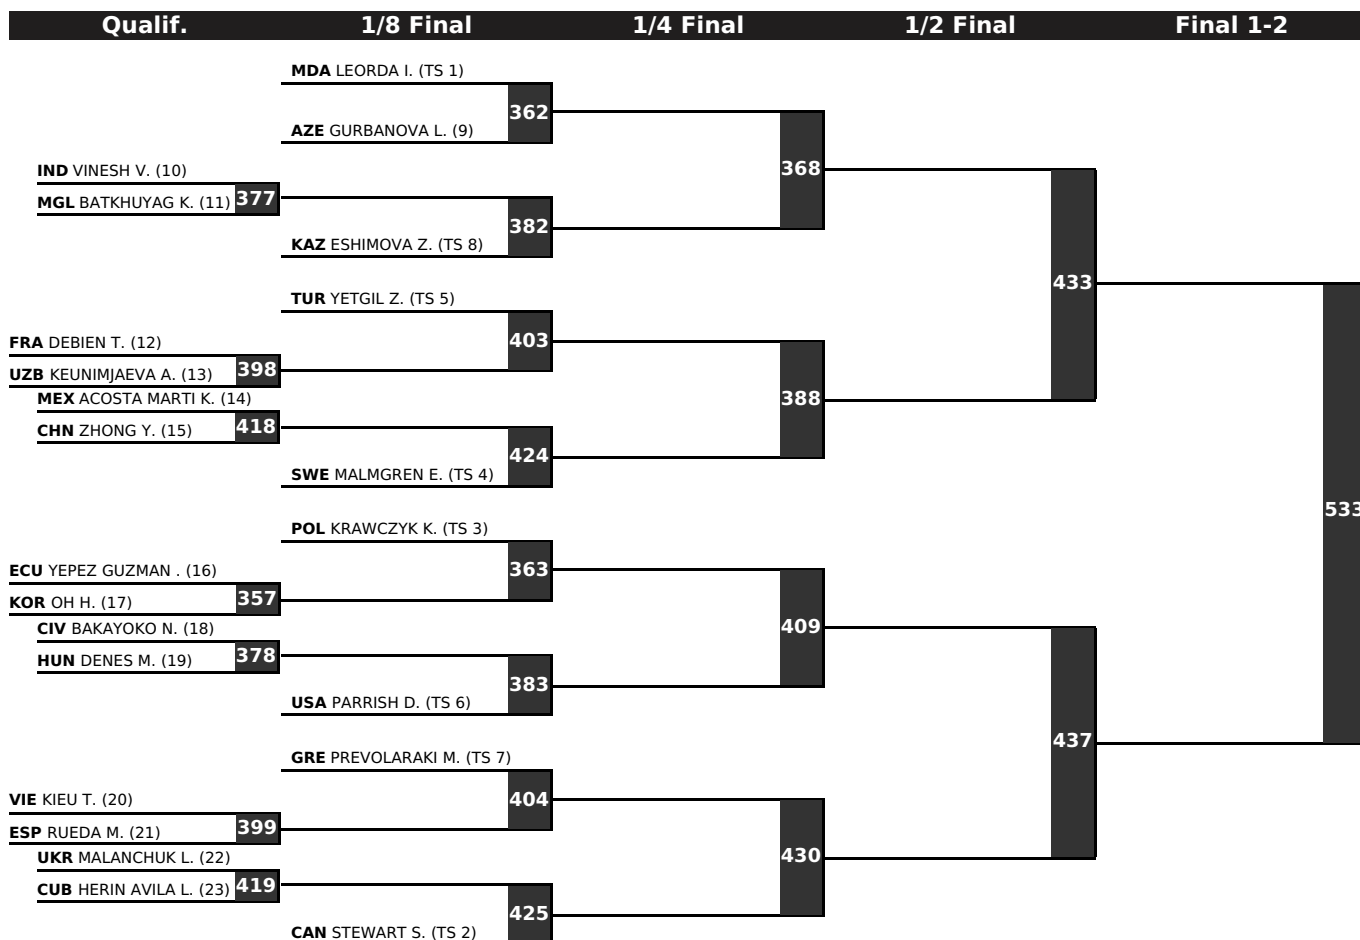 Qualif. 1/8 Final 1/4 Final 1/2 Final Final 1-2
MDA LEORDA I. (TS 1)
362
AZE GURBANOVA L. (9)
IND VINESH V. (10)
368
MGL BATKHUYAG K. (11) 377
382
KAZ ESHIMOVA Z. (TS 8)
433
TUR YETGIL Z. (TS 5)
403
FRA DEBIEN T. (12)
UZB KEUNIMJAEVA A. (13) 398
MEX ACOSTA MARTI K. (14)
388
CHN ZHONG Y. (15) 418
424
SWE MALMGREN E. (TS 4)
533
POL KRAWCZYK K. (TS 3)
363
ECU YEPEZ GUZMAN . (16)
KOR OH H. (17) 357
CIV BAKAYOKO N. (18)
409
HUN DENES M. (19) 378
383
USA PARRISH D. (TS 6)
437
GRE PREVOLARAKI M. (TS 7)
404
VIE KIEU T. (20)
ESP RUEDA M. (21) 399
UKR MALANCHUK L. (22)
430
CUB HERIN AVILA L. (23) 419
425
CAN STEWART S. (TS 2)